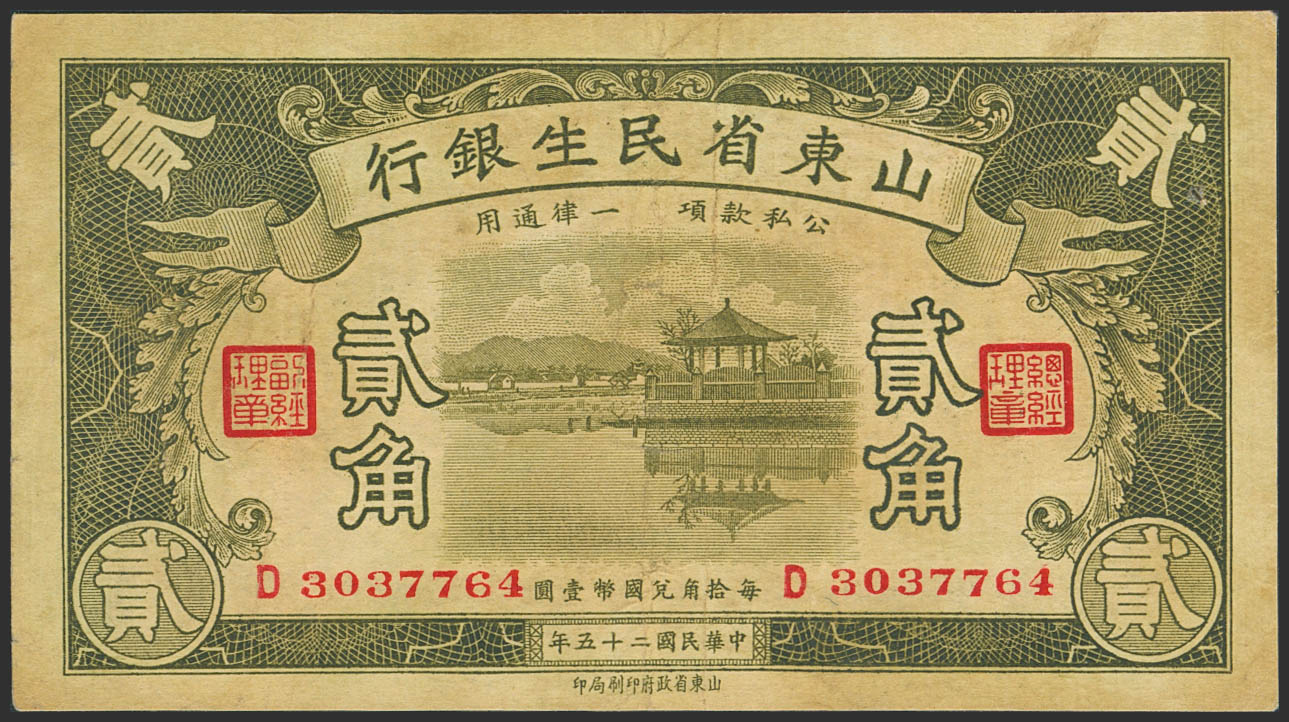 貳
貳
山東省民生銀行
公私款項 一律通用
貳角
貳角
總經理章
副經理章
D 3037764
每拾角兌國幣壹圓
D 3037764
貳
貳
中華民國二十五年
山東省政府印刷局印